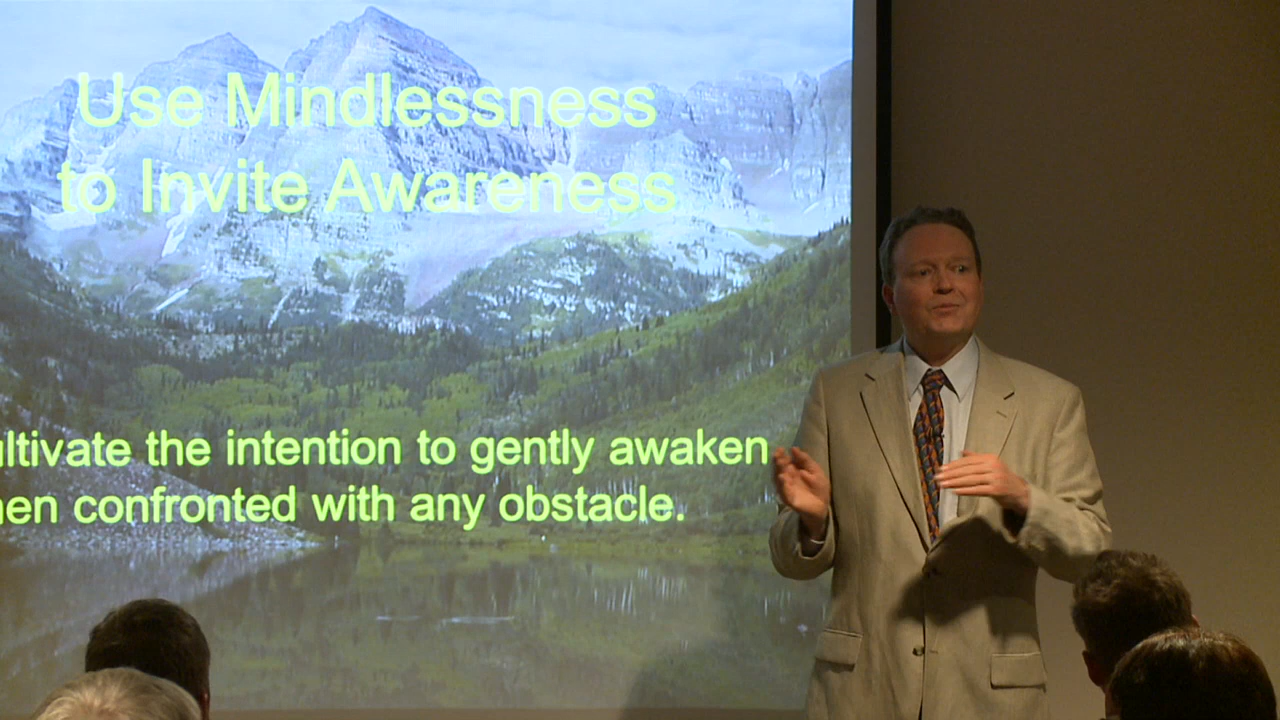 Use Mindlessness
to Invite Awareness
ultivate the intention to gently awaken
hen confronted with any obstacle.